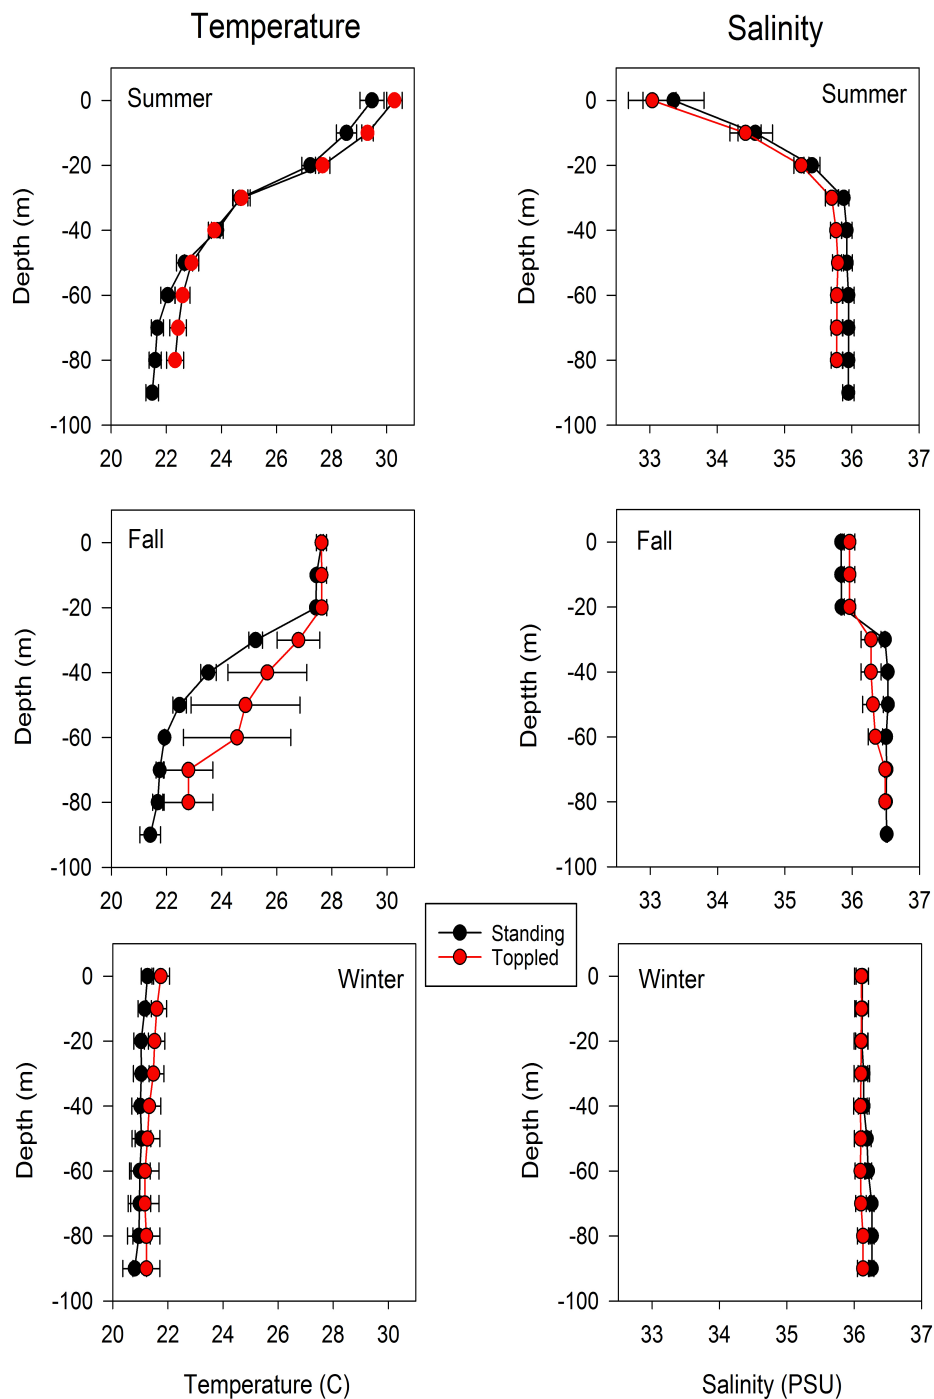 Temperature
Salinity
Summer
0
-20
-40
-60
-80
-100
Depth (m)
20 22 24 26 28 30
Summer
0
-20
-40
-60
-80
-100
Depth (m)
33 34 35 36 37
Fall
0
-20
-40
-60
-80
-100
Depth (m)
20 22 24 26 28 30
Fall
0
-20
-40
-60
-80
-100
Depth (m)
33 34 35 36 37
Standing
Toppled
Winter
0
-20
-40
-60
-80
-100
Depth (m)
20 22 24 26 28 30
Temperature (C)
Winter
0
-20
-40
-60
-80
-100
Depth (m)
33 34 35 36 37
Salinity (PSU)